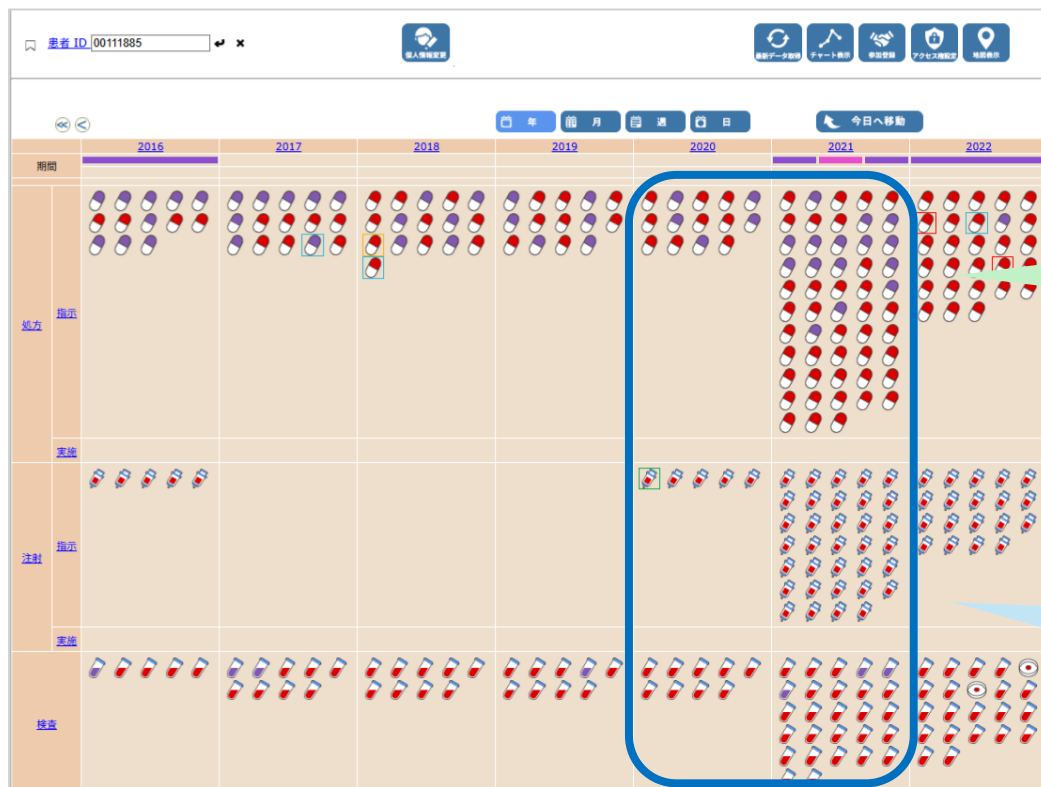 患者 ID 00111885
個人情報変更
最新データ取得 チャート表示 参加登録 アクセス権設定 地図表示
年 月 週 日 今日へ移動
2016 2017 2018 2019 2020 2021 2022
期間
処方
指示
実施
注射
指示
実施
検査